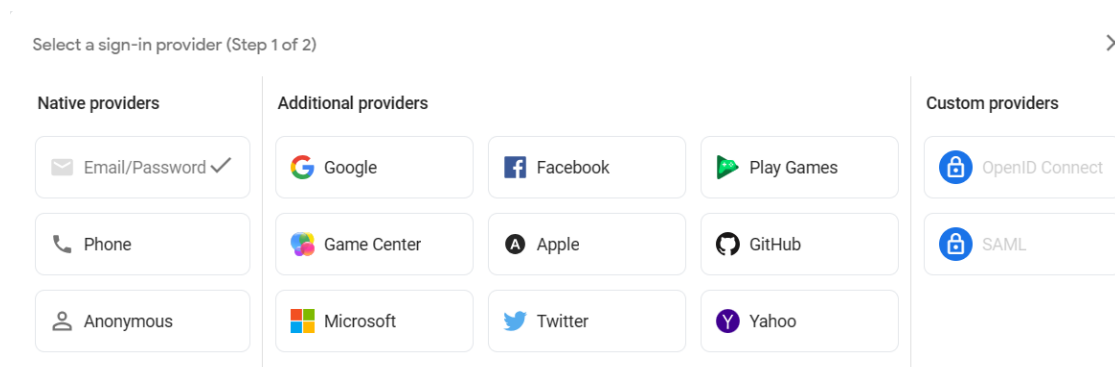 Select a sign-in provider (Step 1 of 2)
Native providers
Email/Password
Phone
Anonymous
Additional providers
Google
Facebook
Play Games
Game Center
Apple
GitHub
Microsoft
Twitter
Yahoo
Custom providers
OpenID Connect
SAML